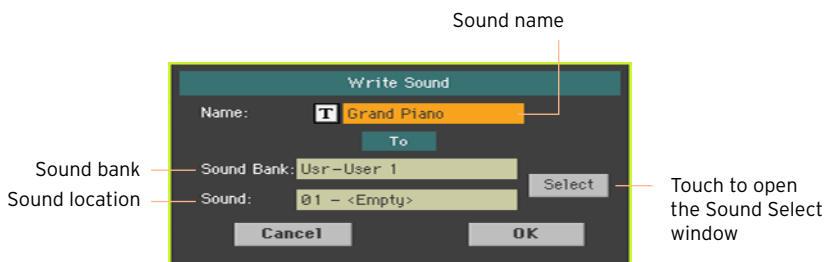 Sound name
Write Sound
Name: T Grand Piano
To
Sound bank
Sound Bank: Usr-User 1
Select
Sound location
Sound: 01 - <Empty>
Touch to open
the Sound Select
window
Cancel OK